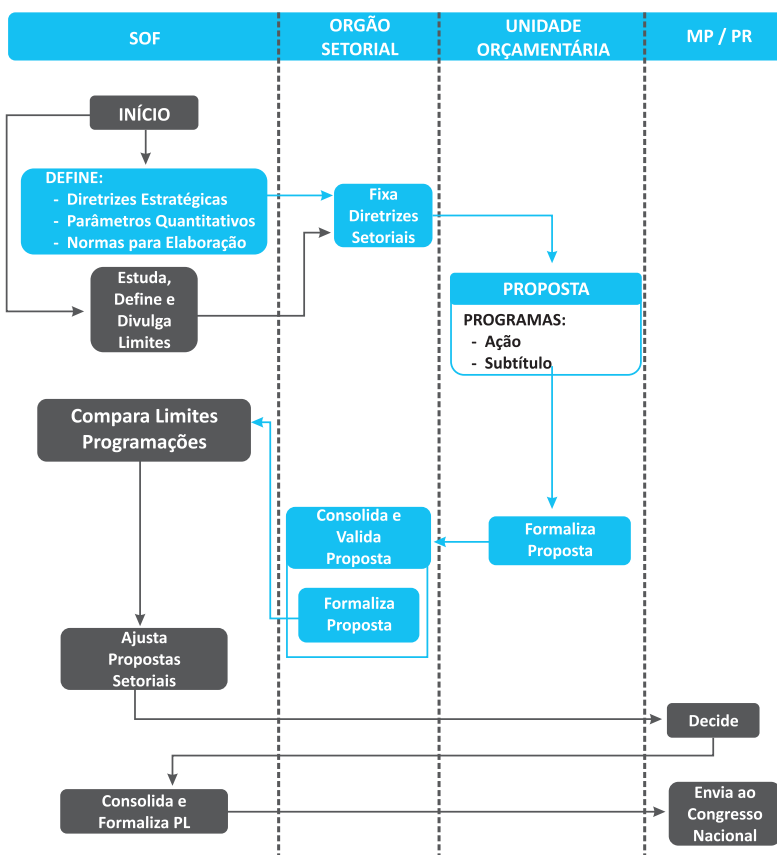 SOF
ORGÃO
SETORIAL
UNIDADE
ORÇAMENTÁRIA
MP / PR
INÍCIO
DEFINE:
- Diretrizes Estratégicas
- Parâmetros Quantitativos
- Normas para Elaboração
Fixa
Diretrizes
Setoriais
Estuda,
Define e
Divulga
Limites
PROPOSTA
PROGRAMAS:
- Ação
- Subtítulo
Compara Limites
Programações
Consolida e
Valida
Proposta
Formaliza
Proposta
Formaliza
Proposta
Ajusta
Propostas
Setoriais
Decide
Consolida e
Formaliza PL
Envia ao
Congresso
Nacional